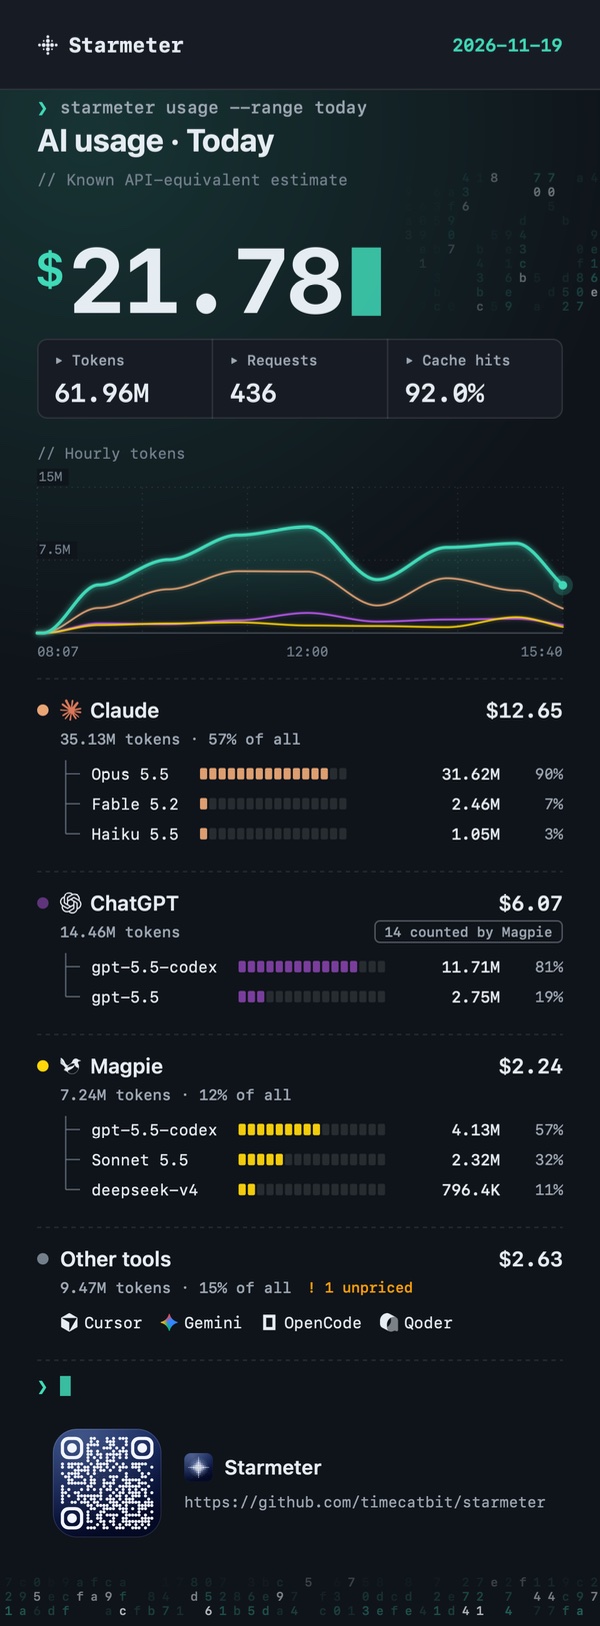 Starmeter 2026-11-19
❯ starmeter usage --range today
AI usage · Today
// Known API-equivalent estimate
$21.78
▸ Tokens ▸ Requests ▸ Cache hits
61.96M 436 92.0%
// Hourly tokens
15M
7.5M
08:07 12:00 15:40
Claude $12.65
35.13M tokens · 57% of all
Opus 5.5 31.62M 90%
Fable 5.2 2.46M 7%
Haiku 5.5 1.05M 3%
ChatGPT $6.07
14.46M tokens 14 counted by Magpie
gpt-5.5-codex 11.71M 81%
gpt-5.5 2.75M 19%
Magpie $2.24
7.24M tokens · 12% of all
gpt-5.5-codex 4.13M 57%
Sonnet 5.5 2.32M 32%
deepseek-v4 796.4K 11%
Other tools $2.63
9.47M tokens · 15% of all ! 1 unpriced
Cursor Gemini OpenCode Qoder
❯
Starmeter
https://github.com/timecatbit/starmeter